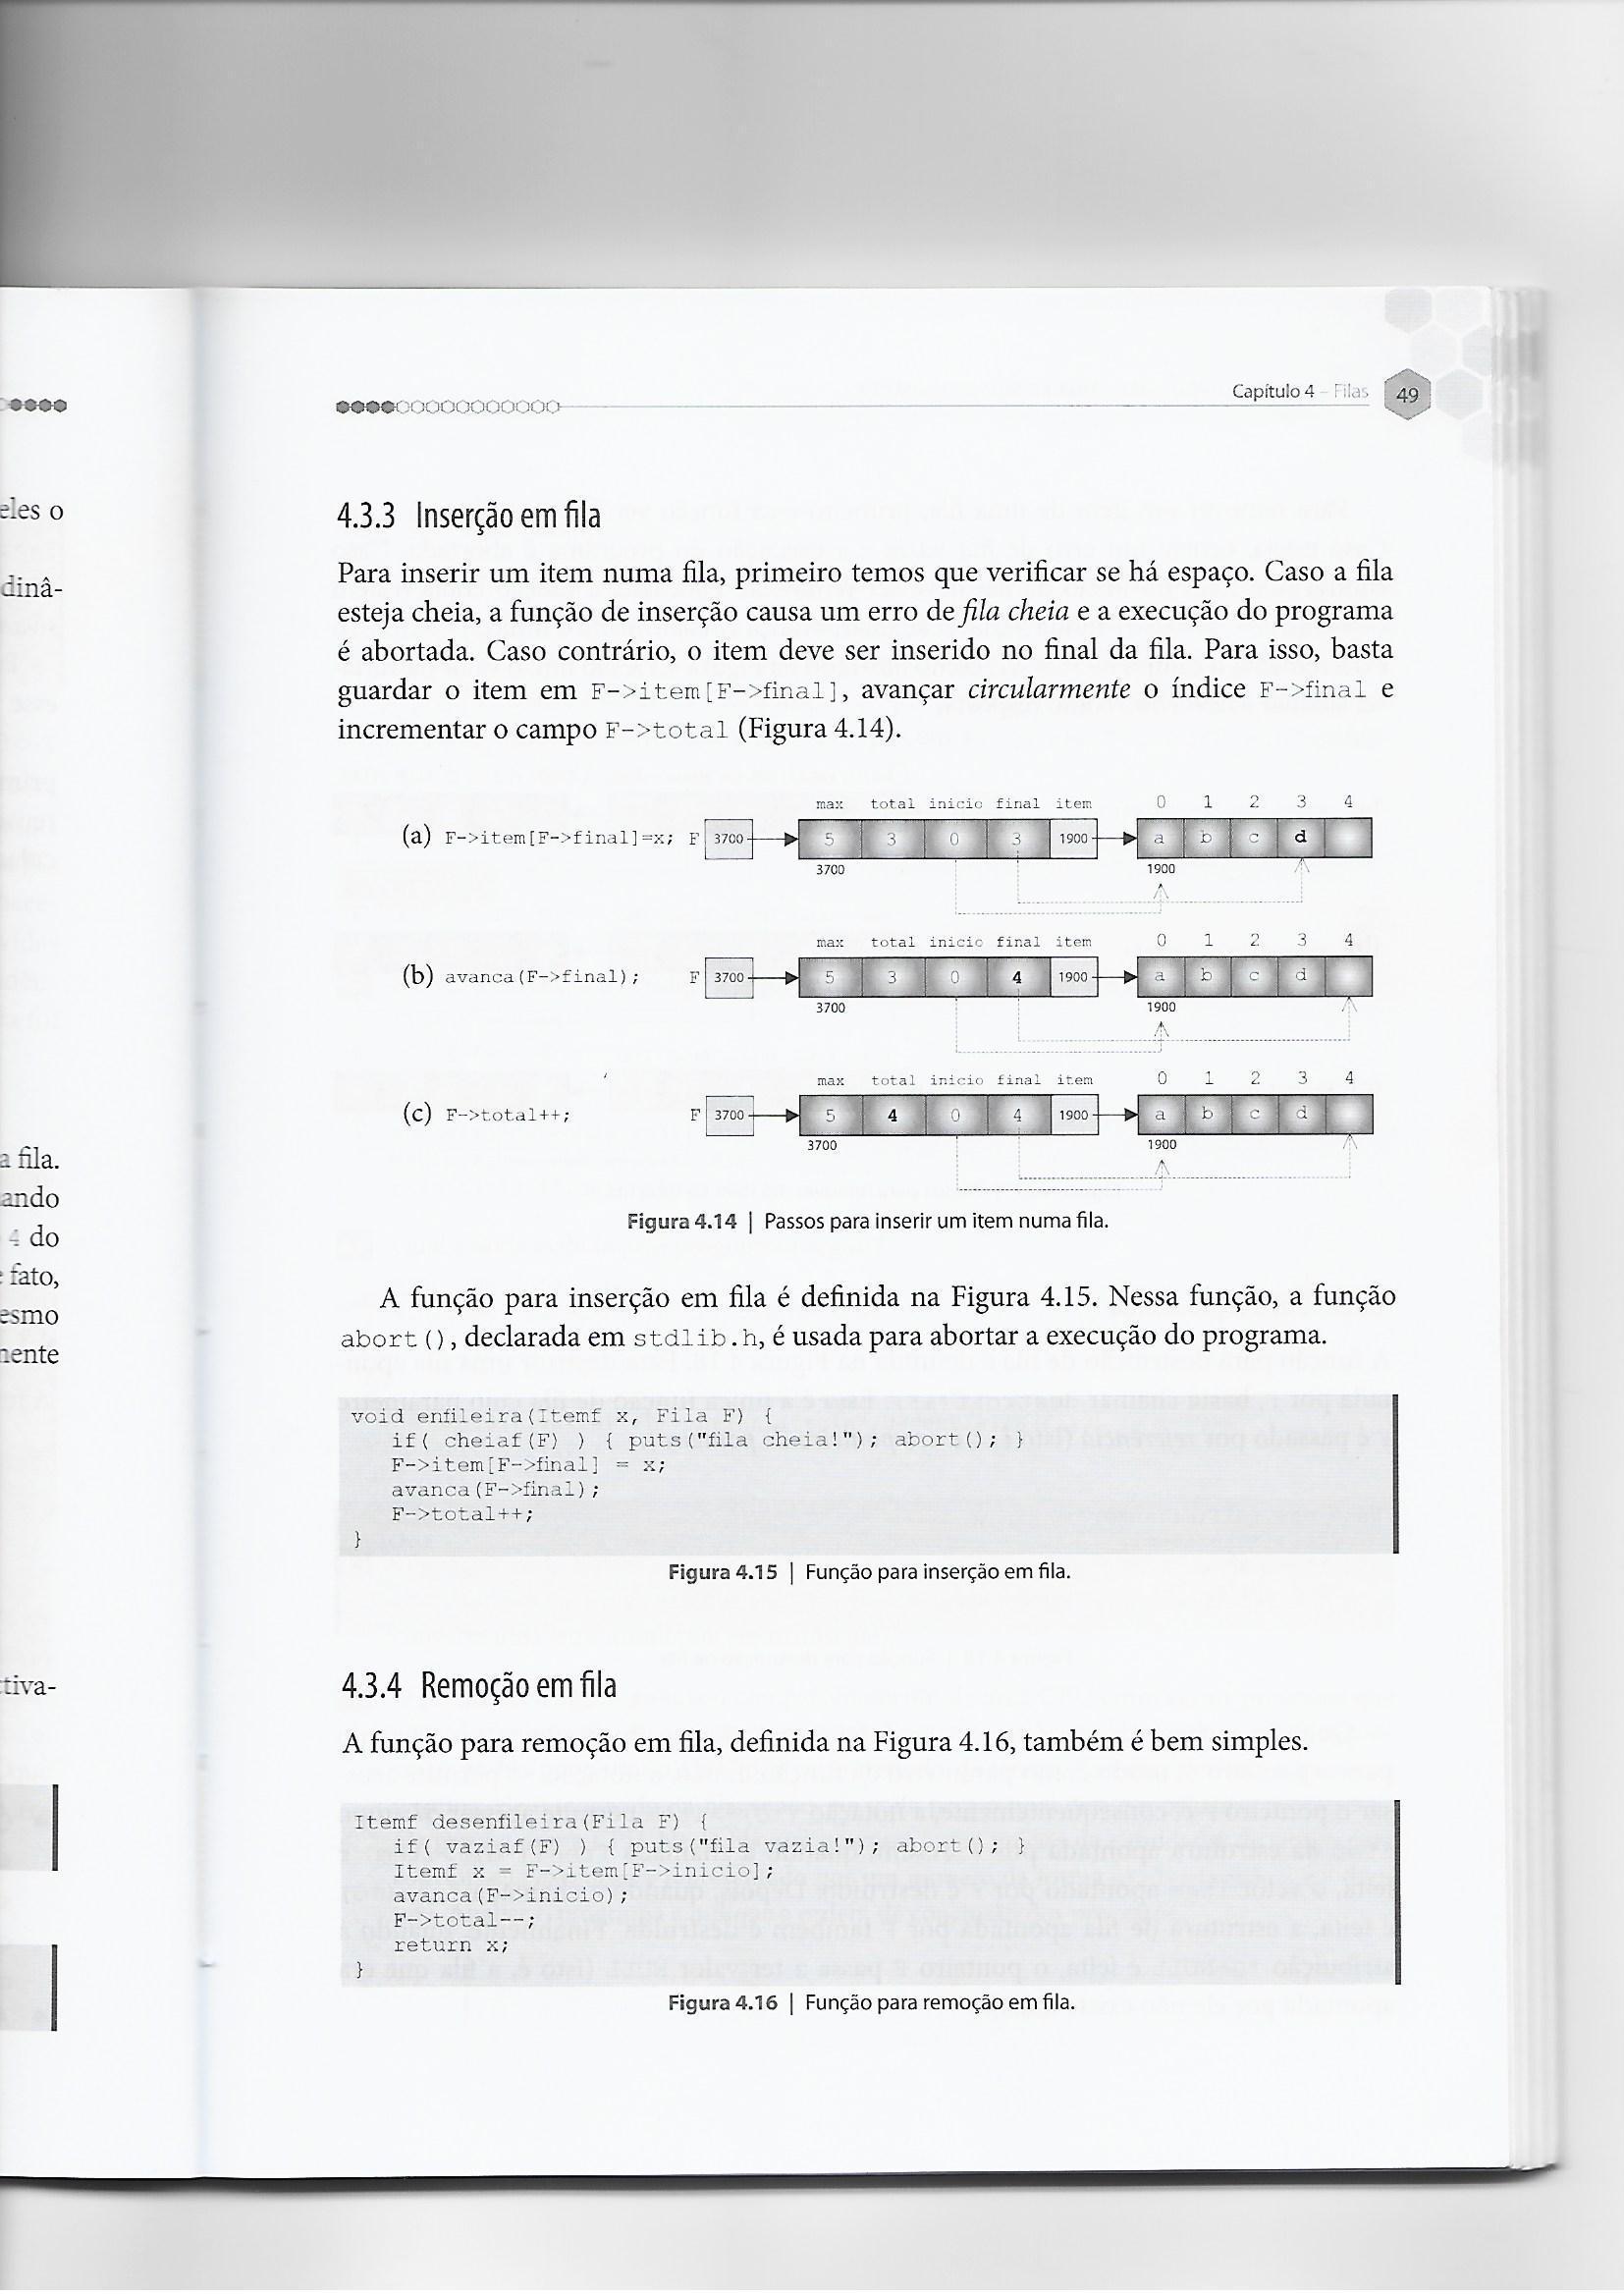 Capítulo 4 – Filas 49
eles o
dinâ-
a fila.
ando
4 do
fato,
esmo
mente
tiva-
4.3.3 Inserção em fila
Para inserir um item numa fila, primeiro temos que verificar se há espaço. Caso a fila
esteja cheia, a função de inserção causa um erro de fila cheia e a execução do programa
é abortada. Caso contrário, o item deve ser inserido no final da fila. Para isso, basta
guardar o item em F->item[F->final], avançar circularmente o índice F->final e
incrementar o campo F->total (Figura 4.14).
max total inicio final item 0 1 2 3 4
(a) F->item[F->final]=x; F 3700 5 3 0 3 1900 a b c d
3700 1900
max total inicio final item 0 1 2 3 4
(b) avanca(F->final); F 3700 5 3 0 4 1900 a b c d
3700 1900
max total inicio final item 0 1 2 3 4
(c) F->total++; F 3700 5 4 0 4 1900 a b c d
3700 1900
Figura 4.14 | Passos para inserir um item numa fila.
A função para inserção em fila é definida na Figura 4.15. Nessa função, a função
abort(), declarada em stdlib.h, é usada para abortar a execução do programa.
void enfileira(Itemf x, Fila F) {
if( cheiaf(F) ) { puts("fila cheia!"); abort(); }
F->item[F->final] = x;
avanca(F->final);
F->total++;
}
Figura 4.15 | Função para inserção em fila.
4.3.4 Remoção em fila
A função para remoção em fila, definida na Figura 4.16, também é bem simples.
Itemf desenfileira(Fila F) {
if( vaziaf(F) ) { puts("fila vazia!"); abort(); }
Itemf x = F->item[F->inicio];
avanca(F->inicio);
F->total--;
return x;
}
Figura 4.16 | Função para remoção em fila.